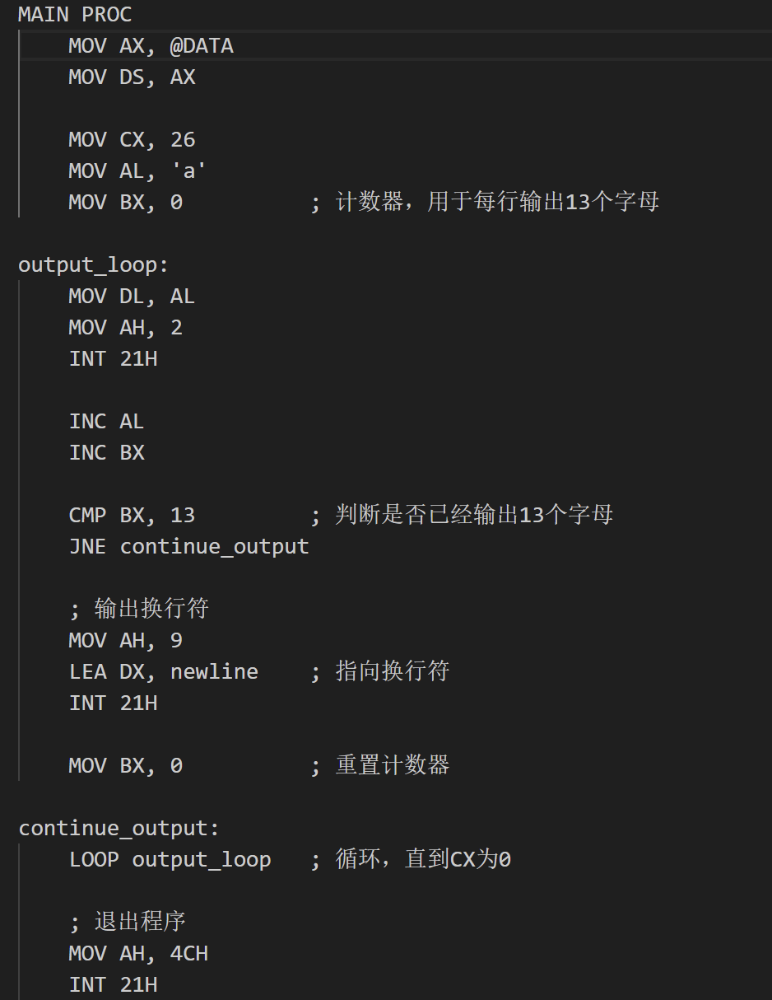 MAIN PROC
MOV AX, @DATA
MOV DS, AX
MOV CX, 26
MOV AL, 'a'
MOV BX, 0 ; 计数器，用于每行输出13个字母
output_loop:
MOV DL, AL
MOV AH, 2
INT 21H
INC AL
INC BX
CMP BX, 13 ; 判断是否已经输出13个字母
JNE continue_output
; 输出换行符
MOV AH, 9
LEA DX, newline ; 指向换行符
INT 21H
MOV BX, 0 ; 重置计数器
continue_output:
LOOP output_loop ; 循环，直到CX为0
; 退出程序
MOV AH, 4CH
INT 21H